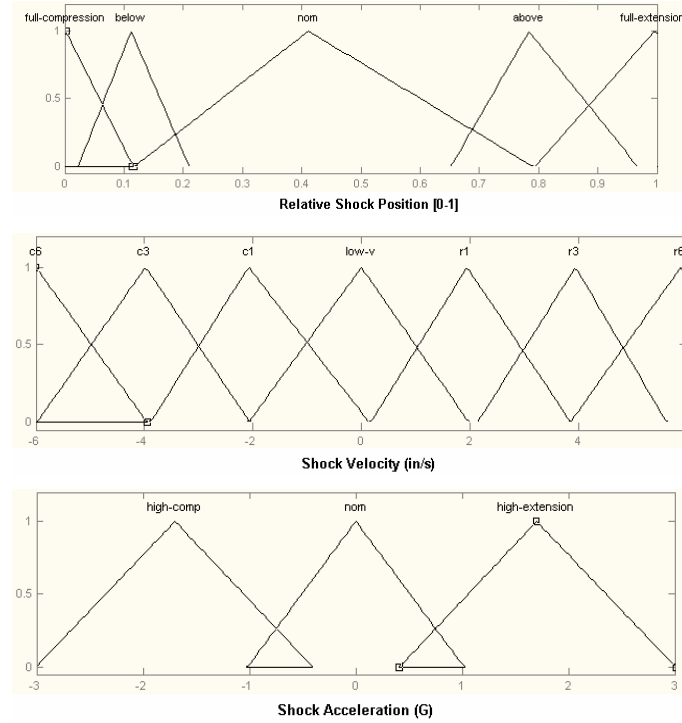 full-compression below nom above full-extension
1
0.5
0
0 0.1 0.2 0.3 0.4 0.5 0.6 0.7 0.8 0.9 1
Relative Shock Position [0-1]
c6 c3 c1 low-v r1 r3 r6
1
0.5
0
-6 -4 -2 0 2 4
Shock Velocity (in/s)
high-comp nom high-extension
1
0.5
0
-3 -2 -1 0 1 2 3
Shock Acceleration (G)